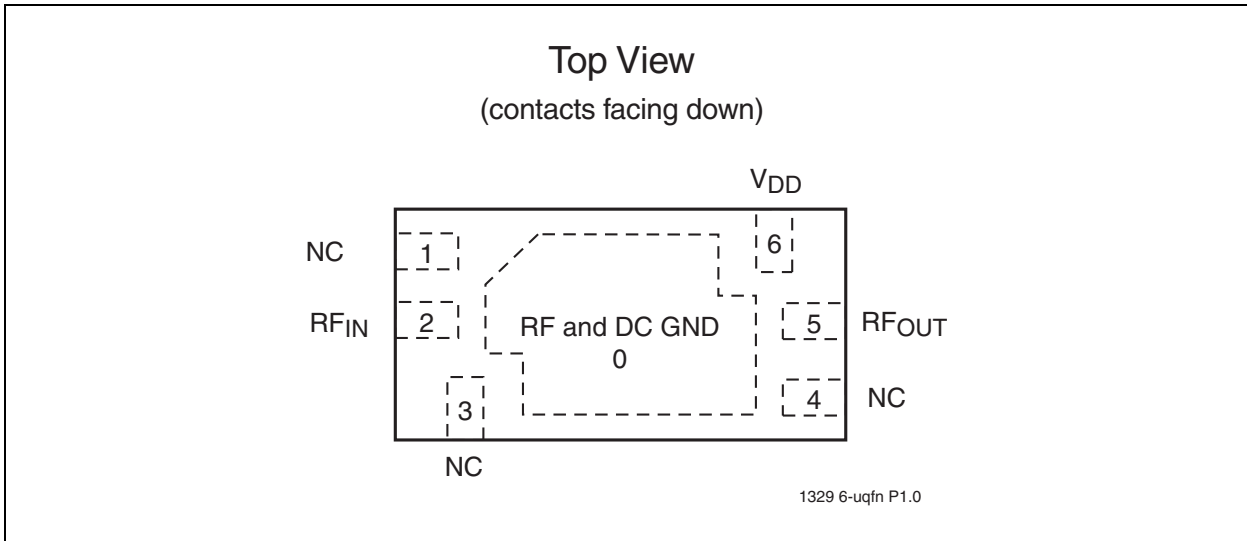 Top View
(contacts facing down)
VDD
NC
1
6
RFIN
2
RF and DC GND
0
5
RFOUT
3
4
NC
NC
1329 6-uqfn P1.0